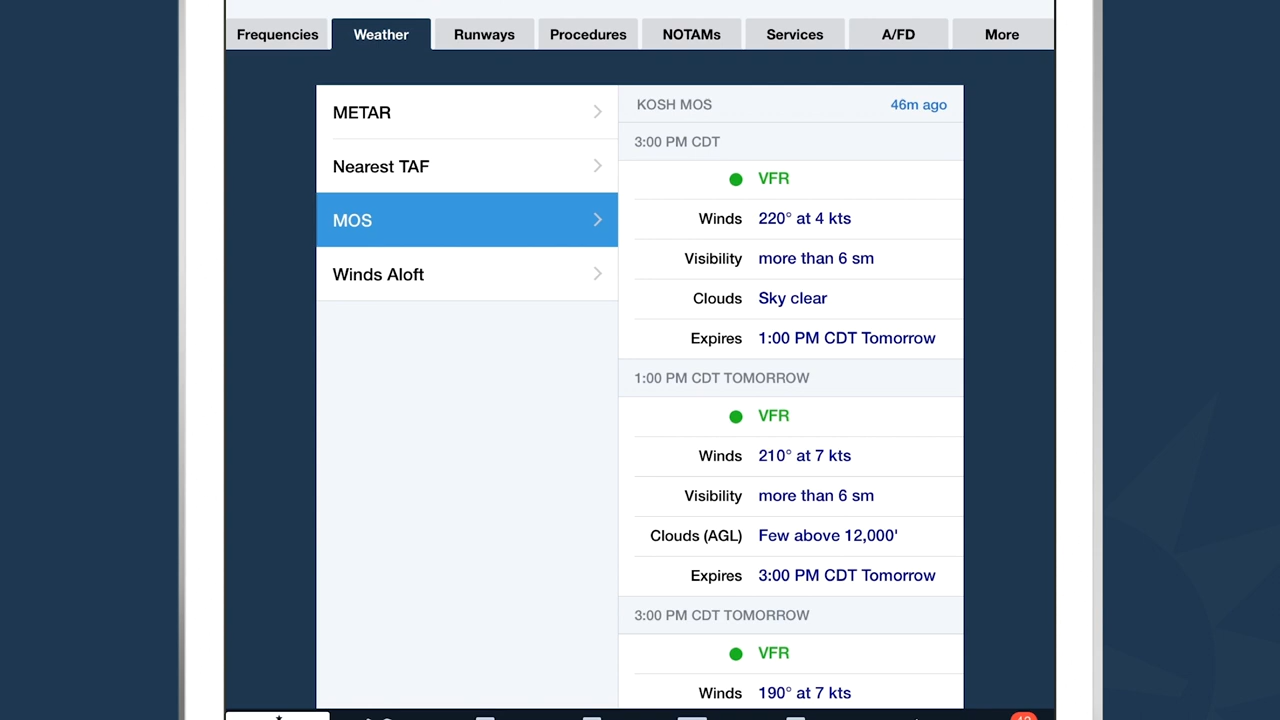 Frequencies Weather Runways Procedures NOTAMs Services A/FD More
METAR
Nearest TAF
MOS
Winds Aloft
KOSH MOS 46m ago
3:00 PM CDT
VFR
Winds 220° at 4 kts
Visibility more than 6 sm
Clouds Sky clear
Expires 1:00 PM CDT Tomorrow
1:00 PM CDT TOMORROW
VFR
Winds 210° at 7 kts
Visibility more than 6 sm
Clouds (AGL) Few above 12,000'
Expires 3:00 PM CDT Tomorrow
3:00 PM CDT TOMORROW
VFR
Winds 190° at 7 kts